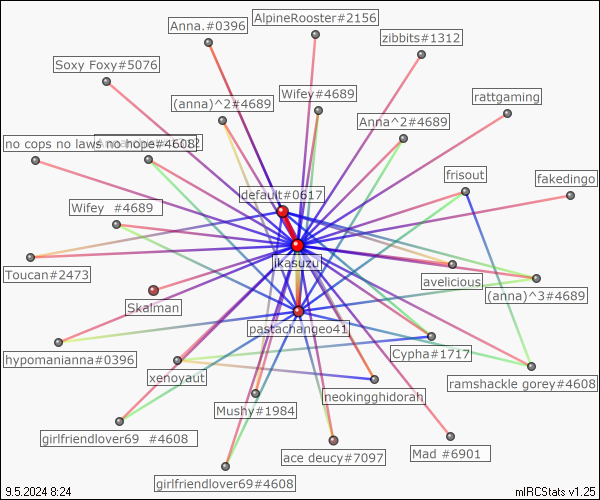 AlpineRooster#2156
Anna.#0396
zibbits#1312
Soxy Foxy#5076
Wifey#4689
rattgaming
(anna)^2#4689
Anna^2#4689
no cops no laws no hopes#4608
frisout
fakedingo
default#0617
Wifey #4689
ikasuzu
Toucan#2473
avelicious
(anna)^3#4689
Skalman
pastachangeo41
hypomanianna#0396
Cypha#1717
xenoyaut
ramshackle gorey#4608
neokingghidorah
Mushy#1984
girlfriendlover69 #4608
ace deucy#7097
Mad #6901
girlfriendlover69#4608
9.5.2024 8:24
mIRCStats v1.25